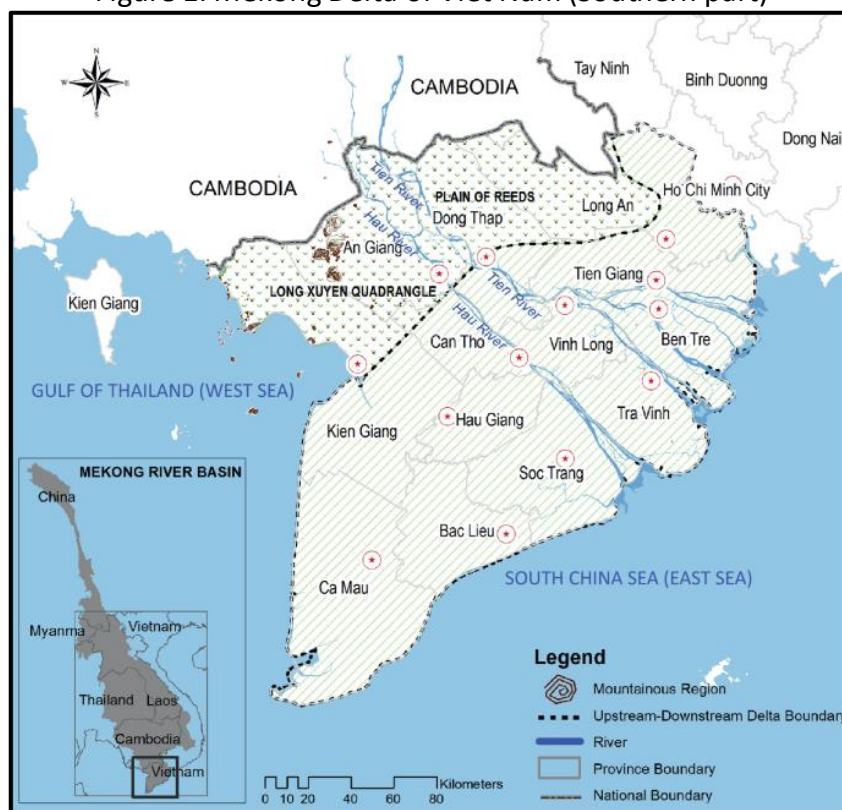 Figure 2: Mekong Delta of Viet Nam (Southern part)
N
W
E
S
CAMBODIA
Tay Ninh
Binh Duonng
Dong Nai
CAMBODIA
Tien River
PLAIN OF REEDS
Dong Thap
Long An
Ho Chi Minh City
Hau River
An Giang
Kien Giang
LONG XUYEN QUADRANGLE
Tien River
Tien Giang
Hau River
Can Tho
Vinh Long
Ben Tre
GULF OF THAILAND (WEST SEA)
Kien Giang
Hau Giang
Tra Vinh
Soc Trang
Bac Lieu
Ca Mau
SOUTH CHINA SEA (EAST SEA)
MEKONG RIVER BASIN
China
Myanma
Vietnam
Thailand
Laos
Cambodia
Vietnam
Legend
Mountainous Region
Upstream-Downstream Delta Boundary
River
Province Boundary
National Boundary
Kilometers
0 10 20 40 60 80